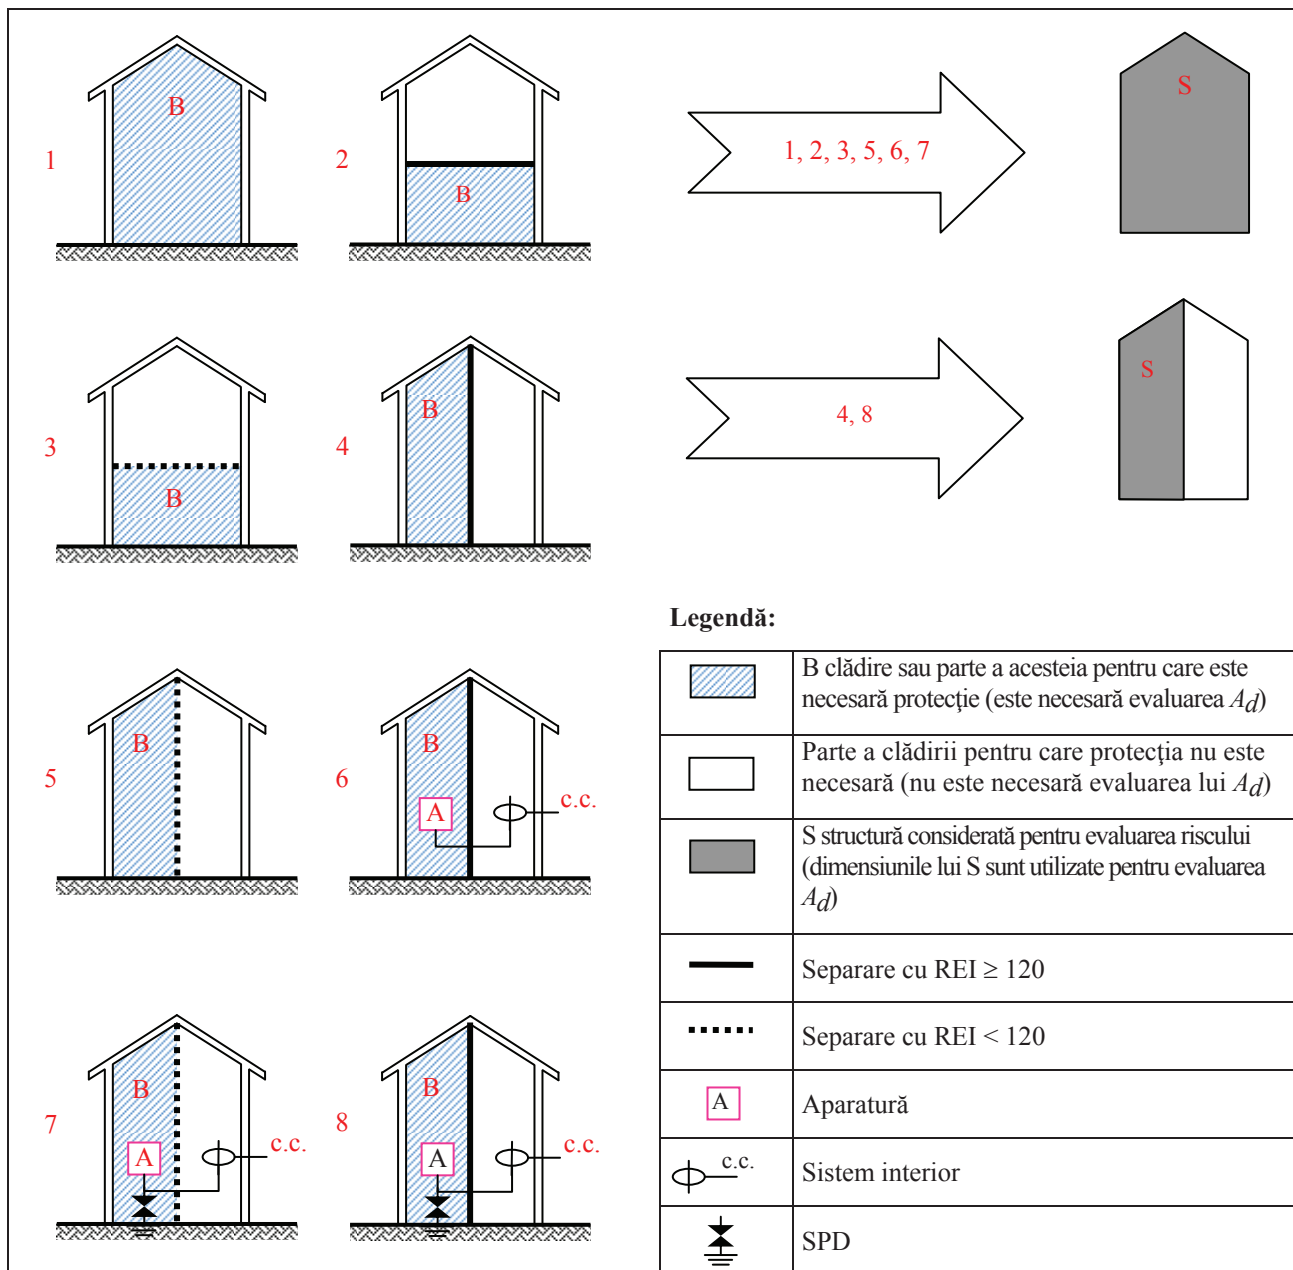 B
B
1
2
1, 2, 3, 5, 6, 7
S
B
B
3
4
4, 8
S
B
B
5
6
A
c.c.
B
B
7
8
A
c.c.
A
c.c.
Legendă:
B clădire sau parte a acesteia pentru care este
necesară protecţie (este necesară evaluarea Ad)
Parte a clădirii pentru care protecţia nu este
necesară (nu este necesară evaluarea lui Ad)
S structură considerată pentru evaluarea riscului
(dimensiunile lui S sunt utilizate pentru evaluarea
Ad)
Separare cu REI ≥ 120
Separare cu REI < 120
A
Aparatură
c.c.
Sistem interior
SPD